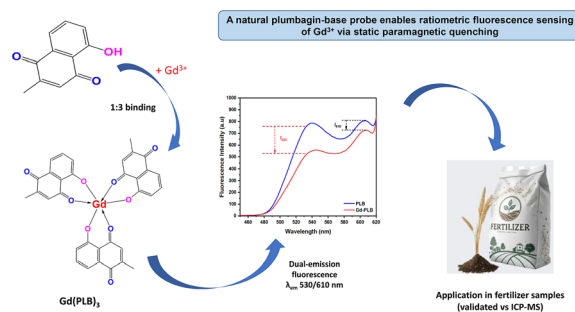 A natural plumbagin-base probe enables ratiometric fluorescence sensing
of Gd³⁺ via static paramagnetic quenching
O
OH
O
+ Gd³⁺
1:3 binding
O
O
O
O
O
O
Gd
O
O
O
Gd(PLB)₃
Fluorescence intensity (a.u)
1000
900
800
700
600
500
400
300
200
100
0
460
480
500
520
540
560
580
600
620
Wavelength (nm)
PLB
Gd-PLB
Dual-emission
fluorescence
λem 530/610 nm
FERTILIZER
Application in fertilizer samples
(validated vs ICP-MS)